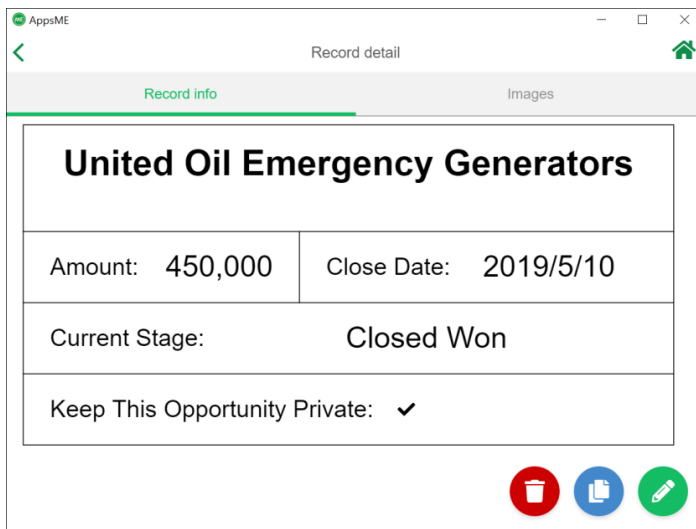 AppsME
Record detail
Record info Images
United Oil Emergency Generators
Amount: 450,000 Close Date: 2019/5/10
Current Stage: Closed Won
Keep This Opportunity Private: ✔